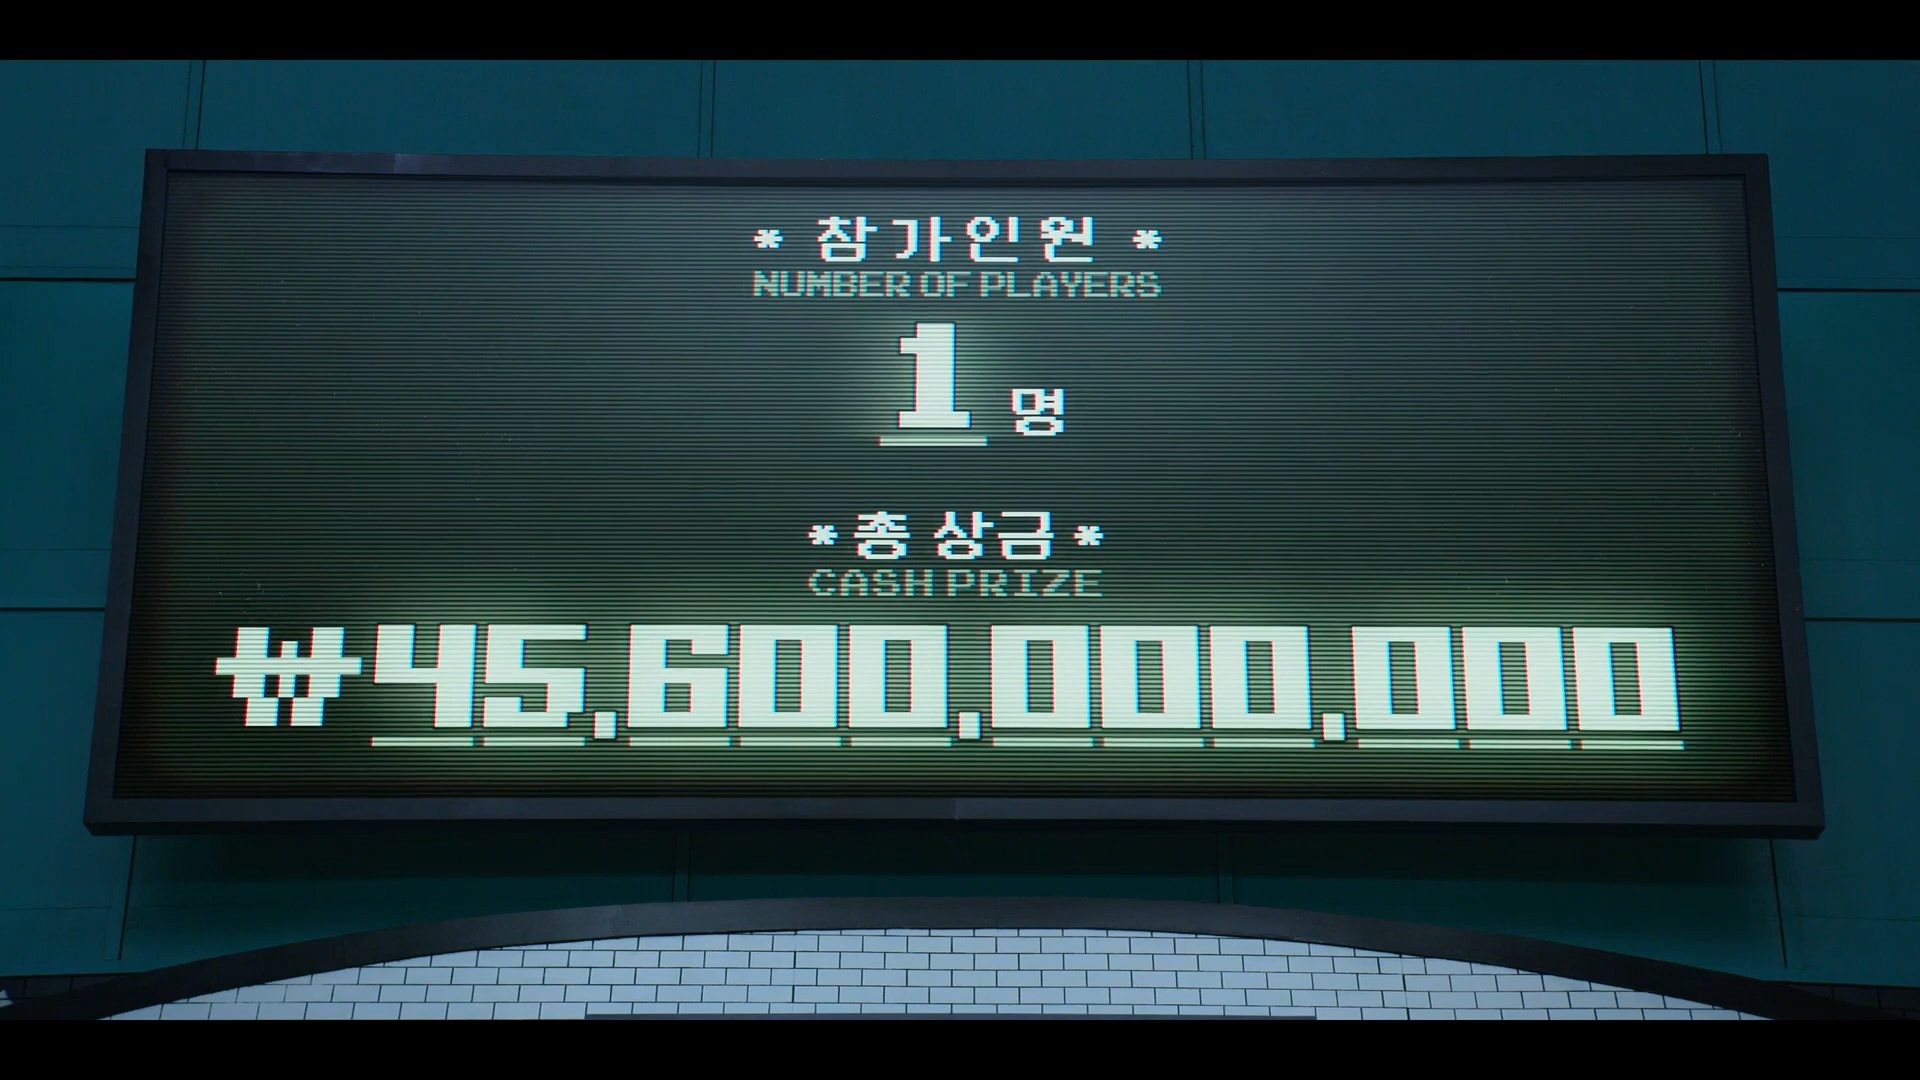 * 참가인원 *
NUMBER OF PLAYERS
1 명
* 총 상금 *
CASH PRIZE
₩45,600,000,000